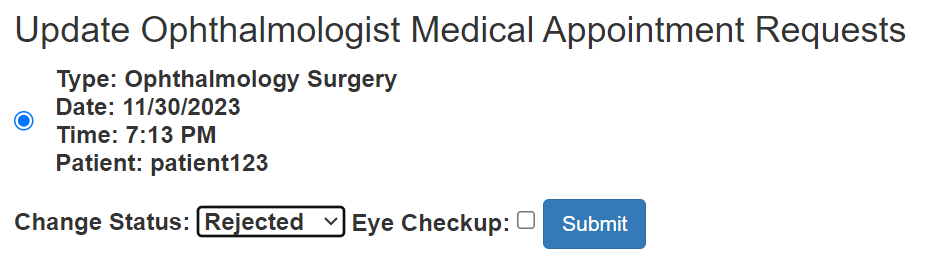 Update Ophthalmologist Medical Appointment Requests
Type: Ophthalmology Surgery
Date: 11/30/2023
Time: 7:13 PM
Patient: patient123
Change Status: Rejected Eye Checkup: Submit